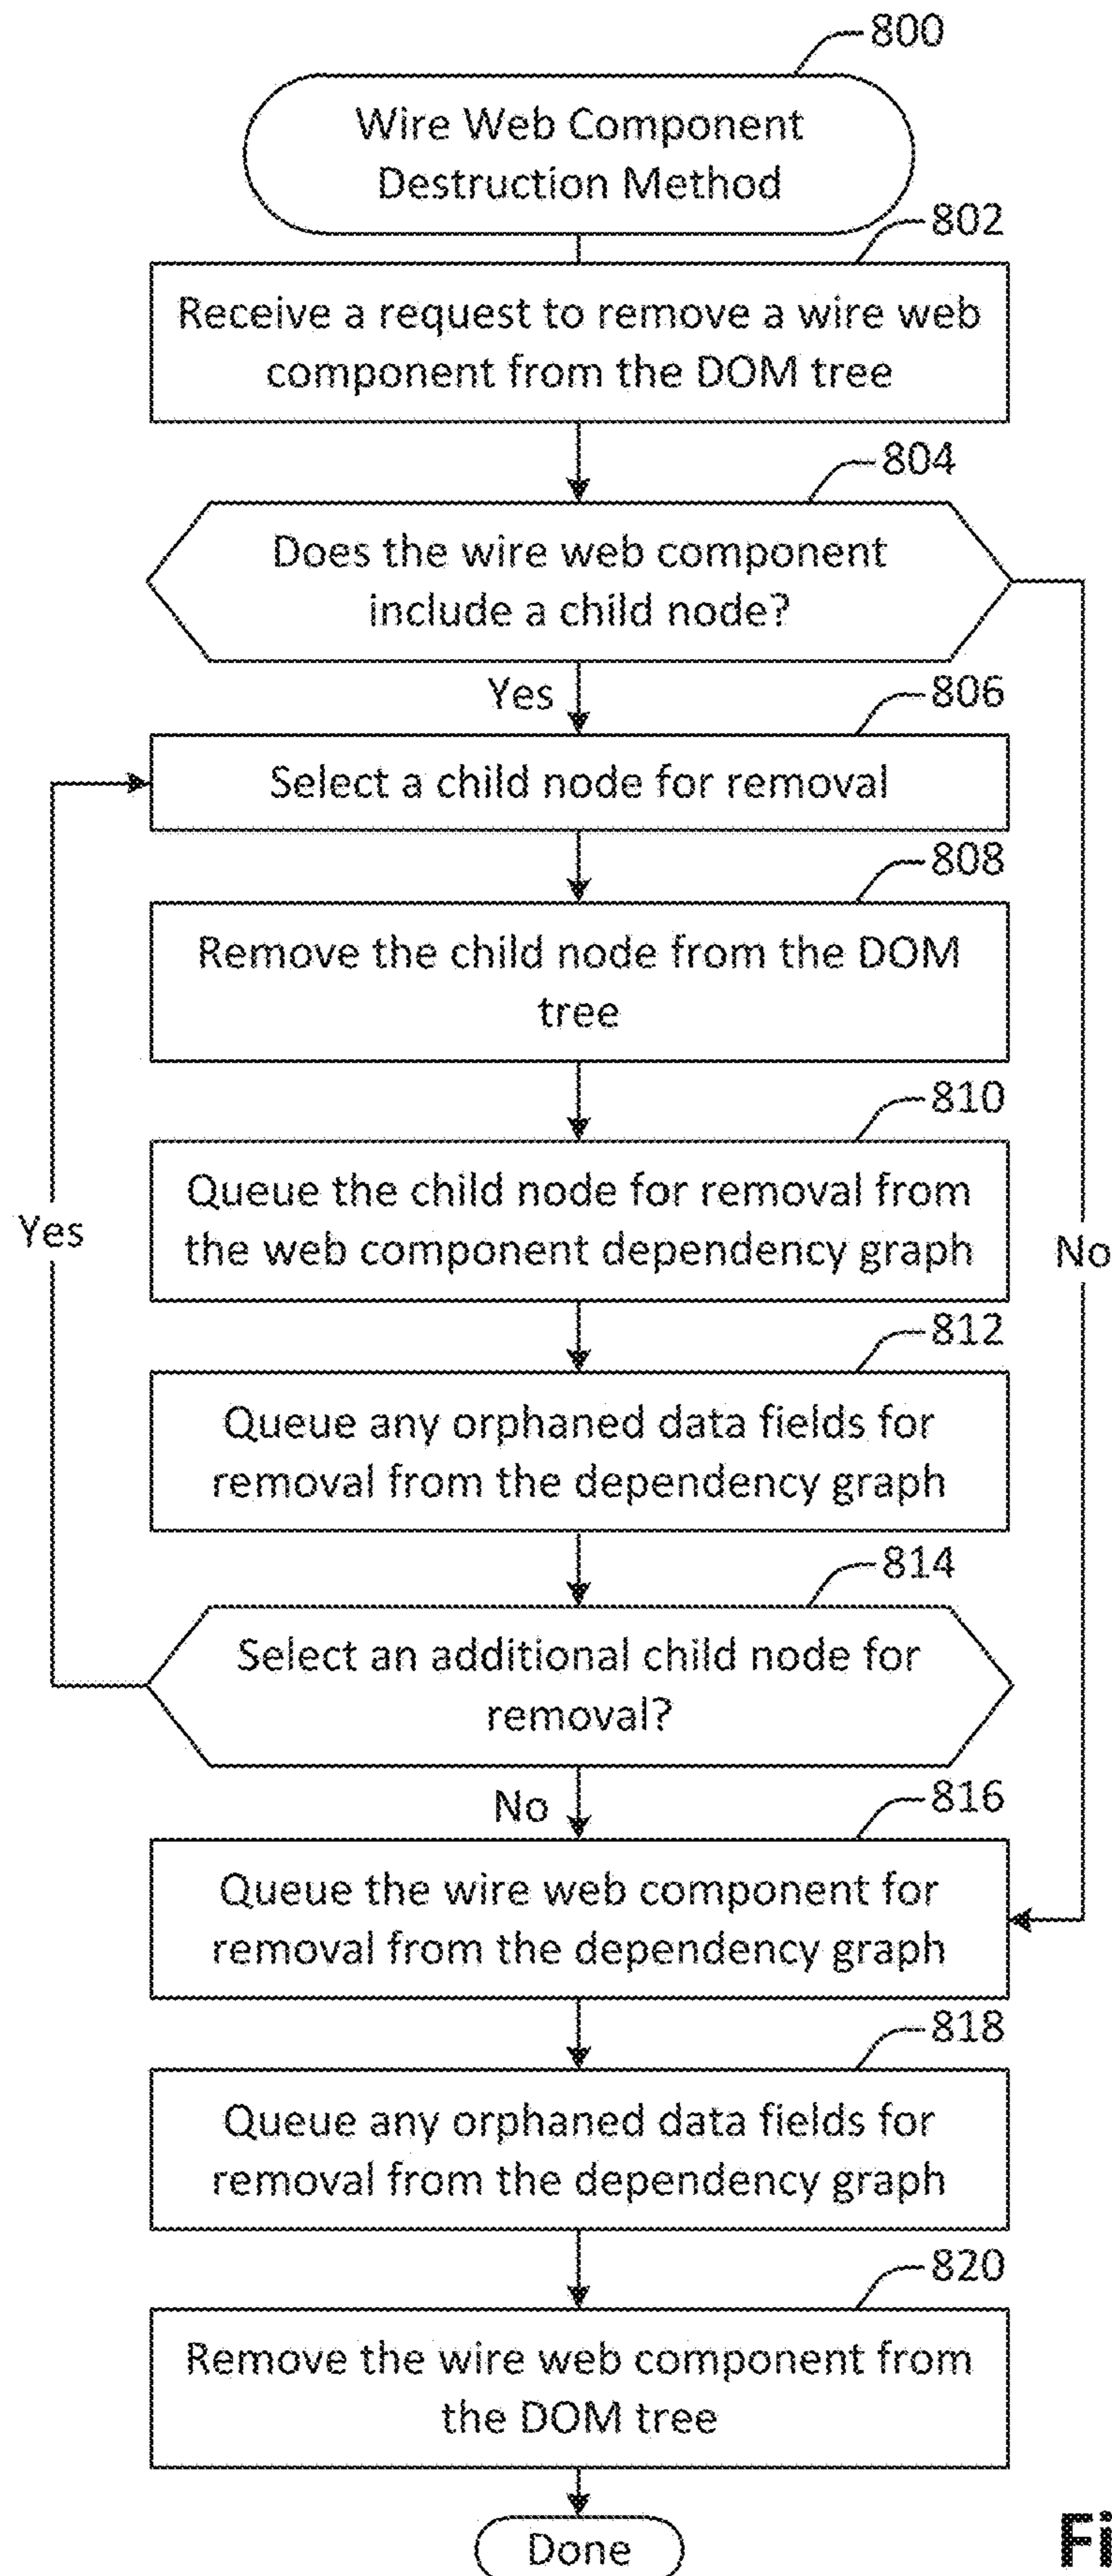 800
Wire Web Component
Destruction Method
802
Receive a request to remove a wire web
component from the DOM tree
804
Does the wire web component
include a child node?
Yes
806
Select a child node for removal
808
Remove the child node from the DOM
tree
810
Queue the child node for removal from
the web component dependency graph
Yes
No
812
Queue any orphaned data fields for
removal from the dependency graph
814
Select an additional child node for
removal?
No
816
Queue the wire web component for
removal from the dependency graph
818
Queue any orphaned data fields for
removal from the dependency graph
820
Remove the wire web component from
the DOM tree
Done
Fi